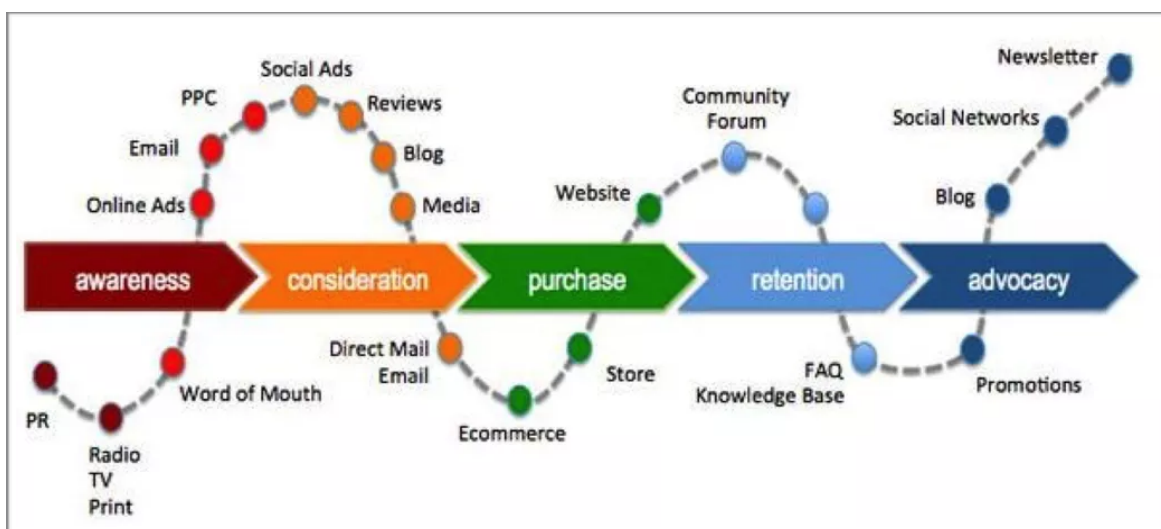 Newsletter
Social Ads
PPC
Reviews
Community
Forum
Social Networks
Email
Blog
Online Ads
Media
Website
Blog
awareness
consideration
purchase
retention
advocacy
Direct Mail
Email
Store
FAQ
Knowledge Base
Promotions
Word of Mouth
PR
Ecommerce
Radio
TV
Print